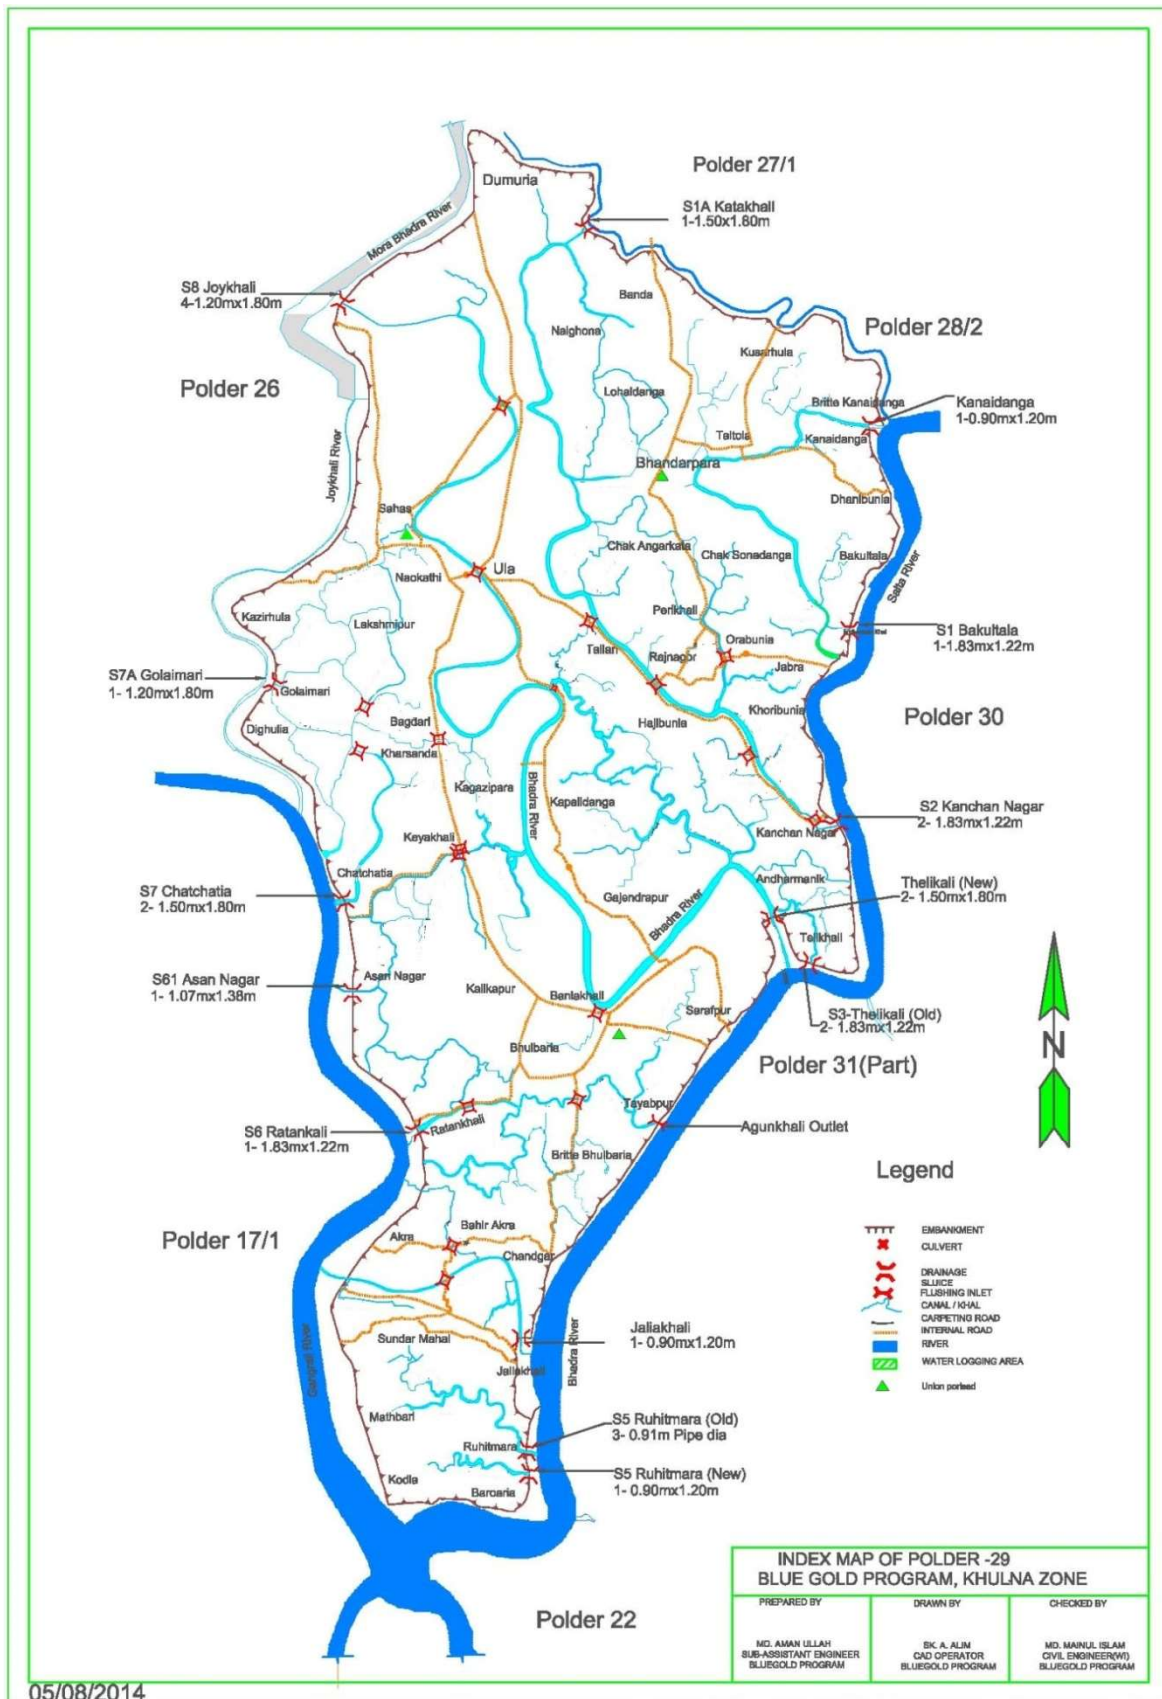 Polder 27/1
Dumuria
S1A Katakhali
1-1.50x1.80m
Mora Bhadra River
S8 Joykhali
4-1.20mx1.80m
Banda
Polder 28/2
Naighona
Kusarhula
Polder 26
Lohaidanga
Britte Kanaidanga
Kanaidanga
1-0.90mx1.20m
Taltola
Kanaidanga
Joykhali River
Bhandarpara
Dhanibunia
Sahas
Chak Angarkata
Chak Sonadanga
Bakultala
Salta River
Ula
Naokathi
Kazirhula
Lakshmipur
Perikhali
S1 Bakultala
1-1.83mx1.22m
Orabunia
Tallan
Rajnagor
Jabra
S7A Golaimari
1- 1.20mx1.80m
Golaimari
Khoribunia
Polder 30
Dighulia
Bagdari
Hajibunia
Kharsanda
Kagazipara
Bhadra River
Kapalidanga
S2 Kanchan Nagar
2- 1.83mx1.22m
Keyakhali
Kanchan Nagar
Chatchatia
Andharmanik
Thelikali (New)
2- 1.50mx1.80m
S7 Chatchatia
2- 1.50mx1.80m
Gajendrapur
Bhadra River
Telikhali
S61 Asan Nagar
1- 1.07mx1.38m
Asan Nagar
Kalikapur
Baniakhali
Sarafpur
S3-Thelikali (Old)
2- 1.83mx1.22m
N
Bhulbaria
Polder 31(Part)
Tayabpur
Agunkhali Outlet
S6 Ratankali
1- 1.83mx1.22m
Ratankhali
Britte Bhulbaria
Legend
Polder 17/1
Akra
Bahir Akra
Chandgar
EMBANKMENT
CULVERT
DRAINAGE
SLUICE
FLUSHING INLET
CANAL / KHAL
CARPETING ROAD
INTERNAL ROAD
RIVER
WATER LOGGING AREA
Union porisad
Gangrail River
Sundar Mahal
Jaliakhali
1- 0.90mx1.20m
Jaliakhali
Bhadra River
Mathbari
S5 Ruhitmara (Old)
3- 0.91m Pipe dia
Ruhitmara
S5 Ruhitmara (New)
1- 0.90mx1.20m
Kodla
Baroaria
Polder 22
INDEX MAP OF POLDER -29
BLUE GOLD PROGRAM, KHULNA ZONE
PREPARED BY
MD. AMAN ULLAH
SUB-ASSISTANT ENGINEER
BLUEGOLD PROGRAM
DRAWN BY
SK. A. ALIM
CAD OPERATOR
BLUEGOLD PROGRAM
CHECKED BY
MD. MAINUL ISLAM
CIVIL ENGINEER(WI)
BLUEGOLD PROGRAM
05/08/2014